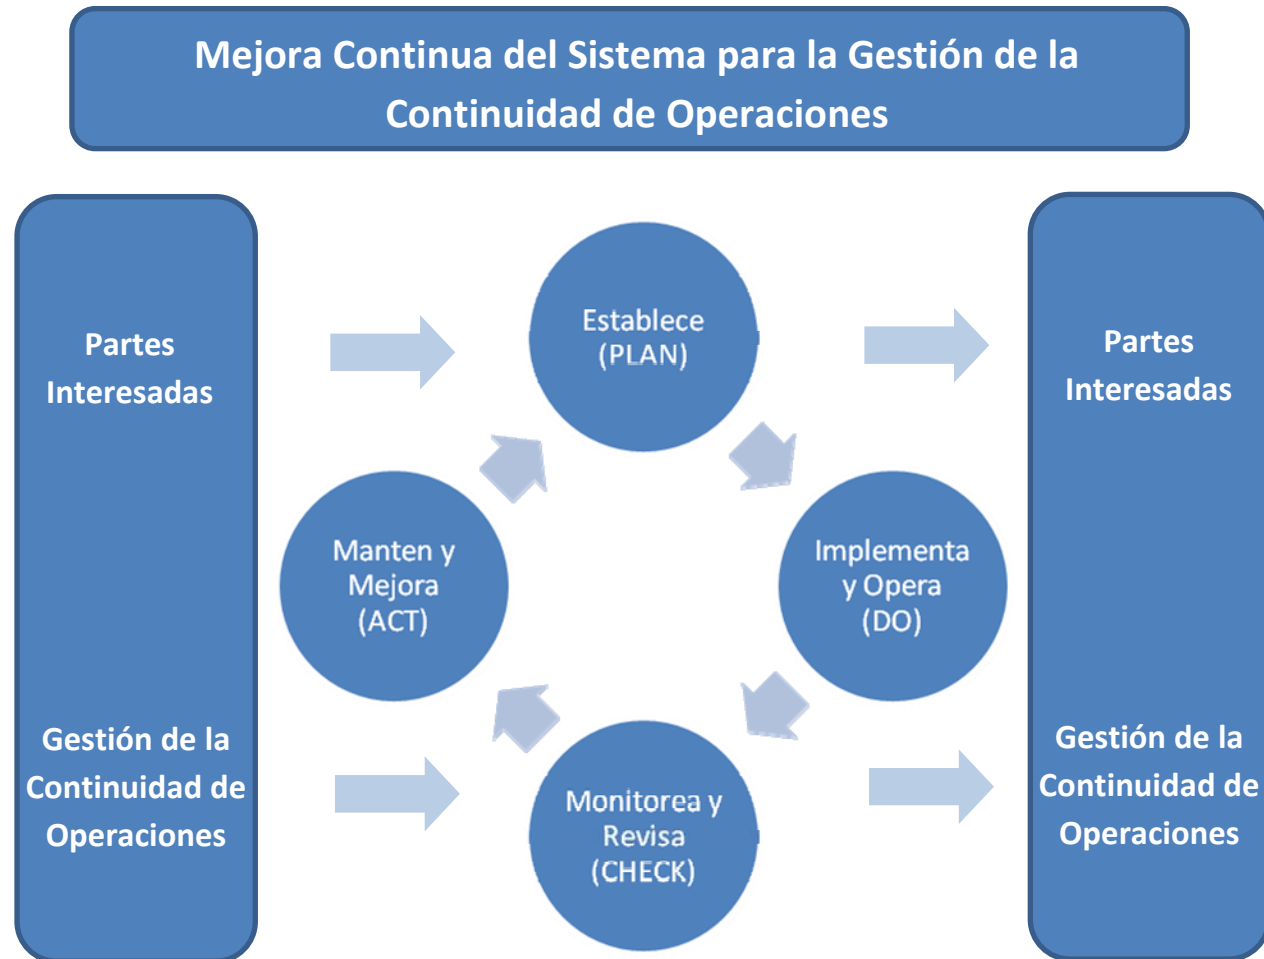 Mejora Continua del Sistema para la Gestión de la
Continuidad de Operaciones
Partes
Interesadas
Gestión de la
Continuidad de
Operaciones
Establece
(PLAN)
Implementa
y Opera
(DO)
Monitorea y
Revisa
(CHECK)
Manten y
Mejora
(ACT)
Partes
Interesadas
Gestión de la
Continuidad de
Operaciones